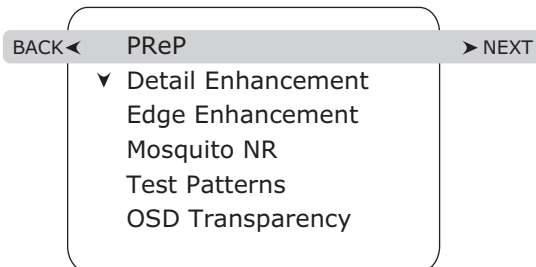 BACK PReP NEXT
Detail Enhancement
Edge Enhancement
Mosquito NR
Test Patterns
OSD Transparency